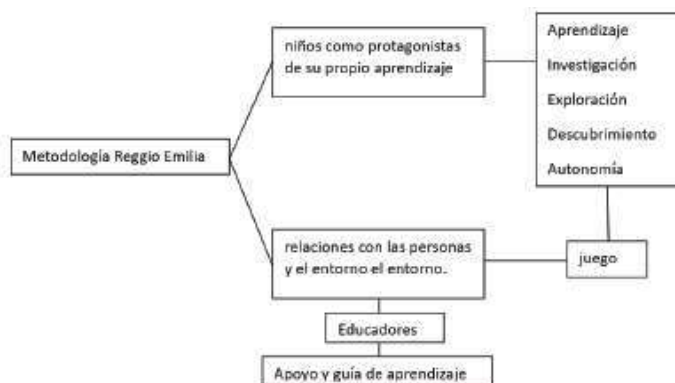 niños como protagonistas
de su propio aprendizaje
Aprendizaje
Investigación
Exploración
Descubrimiento
Autonomía
Metodología Reggio Emilia
relaciones con las personas
y el entorno el entorno.
juego
Educadores
Apoyo y guía de aprendizaje